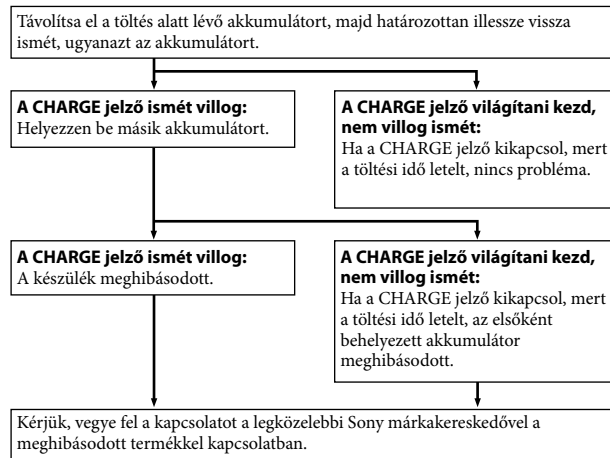 Távolítsa el a töltés alatt lévő akkumulátort, majd határozottan illessze vissza
ismét, ugyanazt az akkumulátort.
A CHARGE jelző ismét villog:
Helyezzen be másik akkumulátort.
A CHARGE jelző világítani kezd,
nem villog ismét:
Ha a CHARGE jelző kikapcsol, mert
a töltési idő letelt, nincs probléma.
A CHARGE jelző ismét villog:
A készülék meghibásodott.
A CHARGE jelző világítani kezd,
nem villog ismét:
Ha a CHARGE jelző kikapcsol, mert
a töltési idő letelt, az elsőként
behelyezett akkumulátor
meghibásodott.
Kérjük, vegye fel a kapcsolatot a legközelebbi Sony márkakereskedővel a
meghibásodott termékkel kapcsolatban.